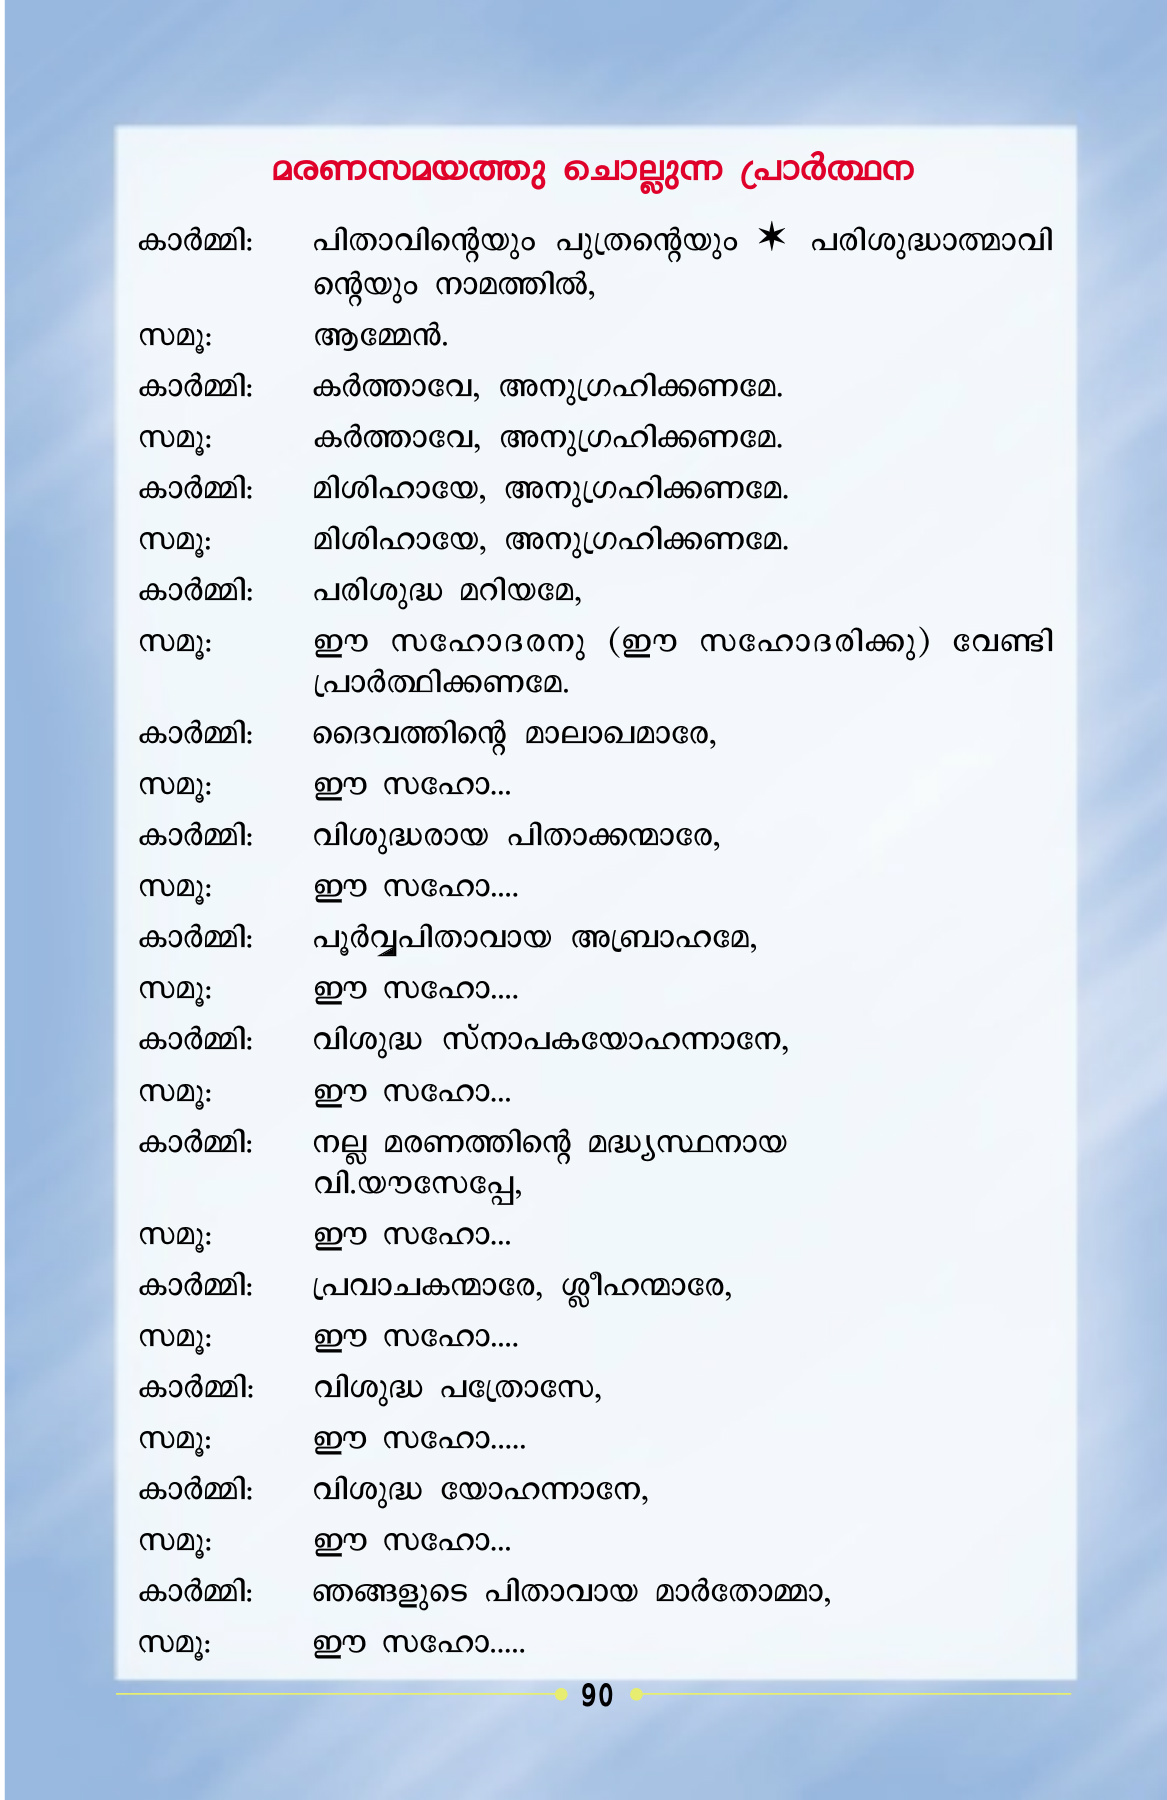 മരണസമയത്തു ചൊല്ലുന്ന പ്രാർത്ഥന
കാർമ്മി: പിതാവിന്റെയും പുത്രന്റെയും ✶ പരിശുദ്ധാത്മാവി
ന്റെയും നാമത്തിൽ,
സമൂ: ആമ്മേൻ.
കാർമ്മി: കർത്താവേ, അനുഗ്രഹിക്കണമേ.
സമൂ: കർത്താവേ, അനുഗ്രഹിക്കണമേ.
കാർമ്മി: മിശിഹായേ, അനുഗ്രഹിക്കണമേ.
സമൂ: മിശിഹായേ, അനുഗ്രഹിക്കണമേ.
കാർമ്മി: പരിശുദ്ധ മറിയമേ,
സമൂ: ഈ സഹോദരനു (ഈ സഹോദരിക്കു) വേണ്ടി
പ്രാർത്ഥിക്കണമേ.
കാർമ്മി: ദൈവത്തിന്റെ മാലാഖമാരേ,
സമൂ: ഈ സഹോ...
കാർമ്മി: വിശുദ്ധരായ പിതാക്കന്മാരേ,
സമൂ: ഈ സഹോ....
കാർമ്മി: പൂർവ്വപിതാവായ അബ്രാഹമേ,
സമൂ: ഈ സഹോ....
കാർമ്മി: വിശുദ്ധ സ്നാപകയോഹന്നാനേ,
സമൂ: ഈ സഹോ...
കാർമ്മി: നല്ല മരണത്തിന്റെ മദ്ധ്യസ്ഥനായ
വി.യൗസേപ്പേ,
സമൂ: ഈ സഹോ...
കാർമ്മി: പ്രവാചകന്മാരേ, ശ്ലീഹന്മാരേ,
സമൂ: ഈ സഹോ....
കാർമ്മി: വിശുദ്ധ പത്രോസേ,
സമൂ: ഈ സഹോ.....
കാർമ്മി: വിശുദ്ധ യോഹന്നാനേ,
സമൂ: ഈ സഹോ...
കാർമ്മി: ഞങ്ങളുടെ പിതാവായ മാർതോമ്മാ,
സമൂ: ഈ സഹോ.....
90